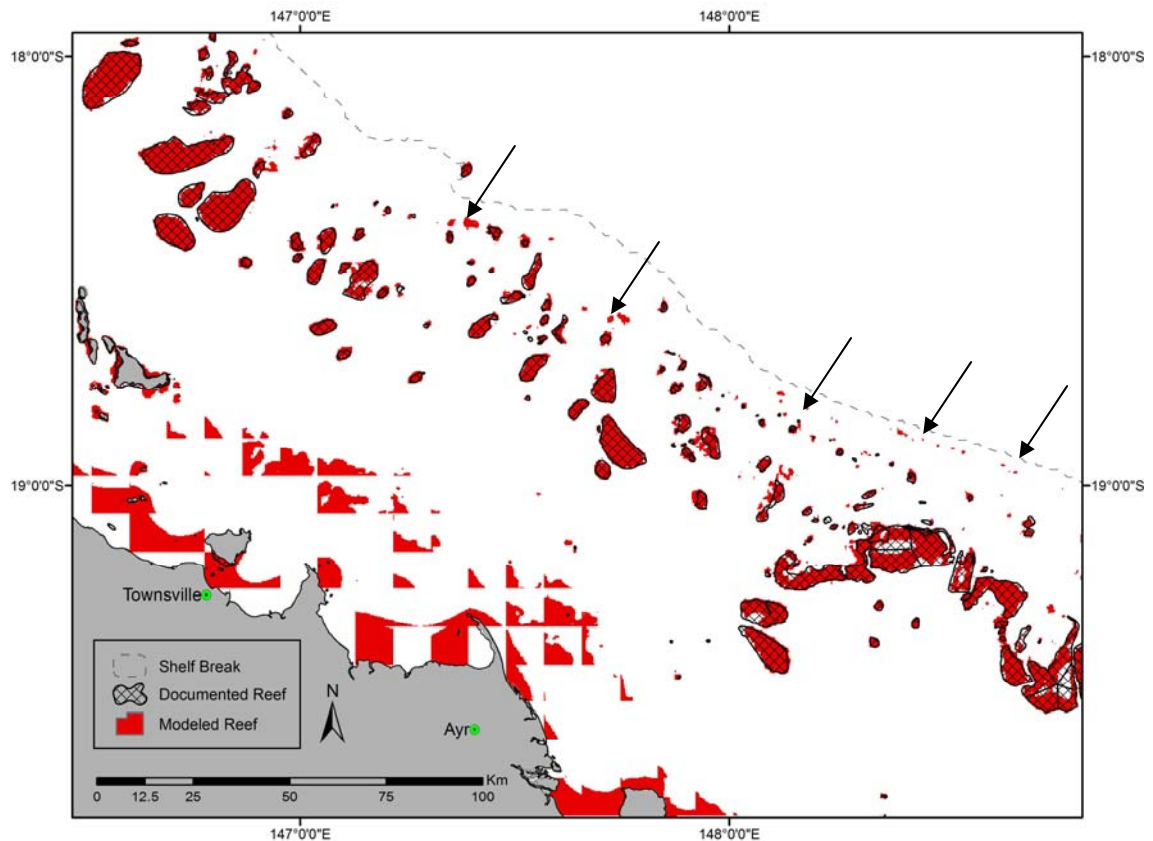 147°0'0"E 148°0'0"E
18°0'0"S 18°0'0"S
19°0'0"S 19°0'0"S
Townsville
Ayr
N
Shelf Break
Documented Reef
Modeled Reef
Km
0 12.5 25 50 75 100
147°0'0"E 148°0'0"E